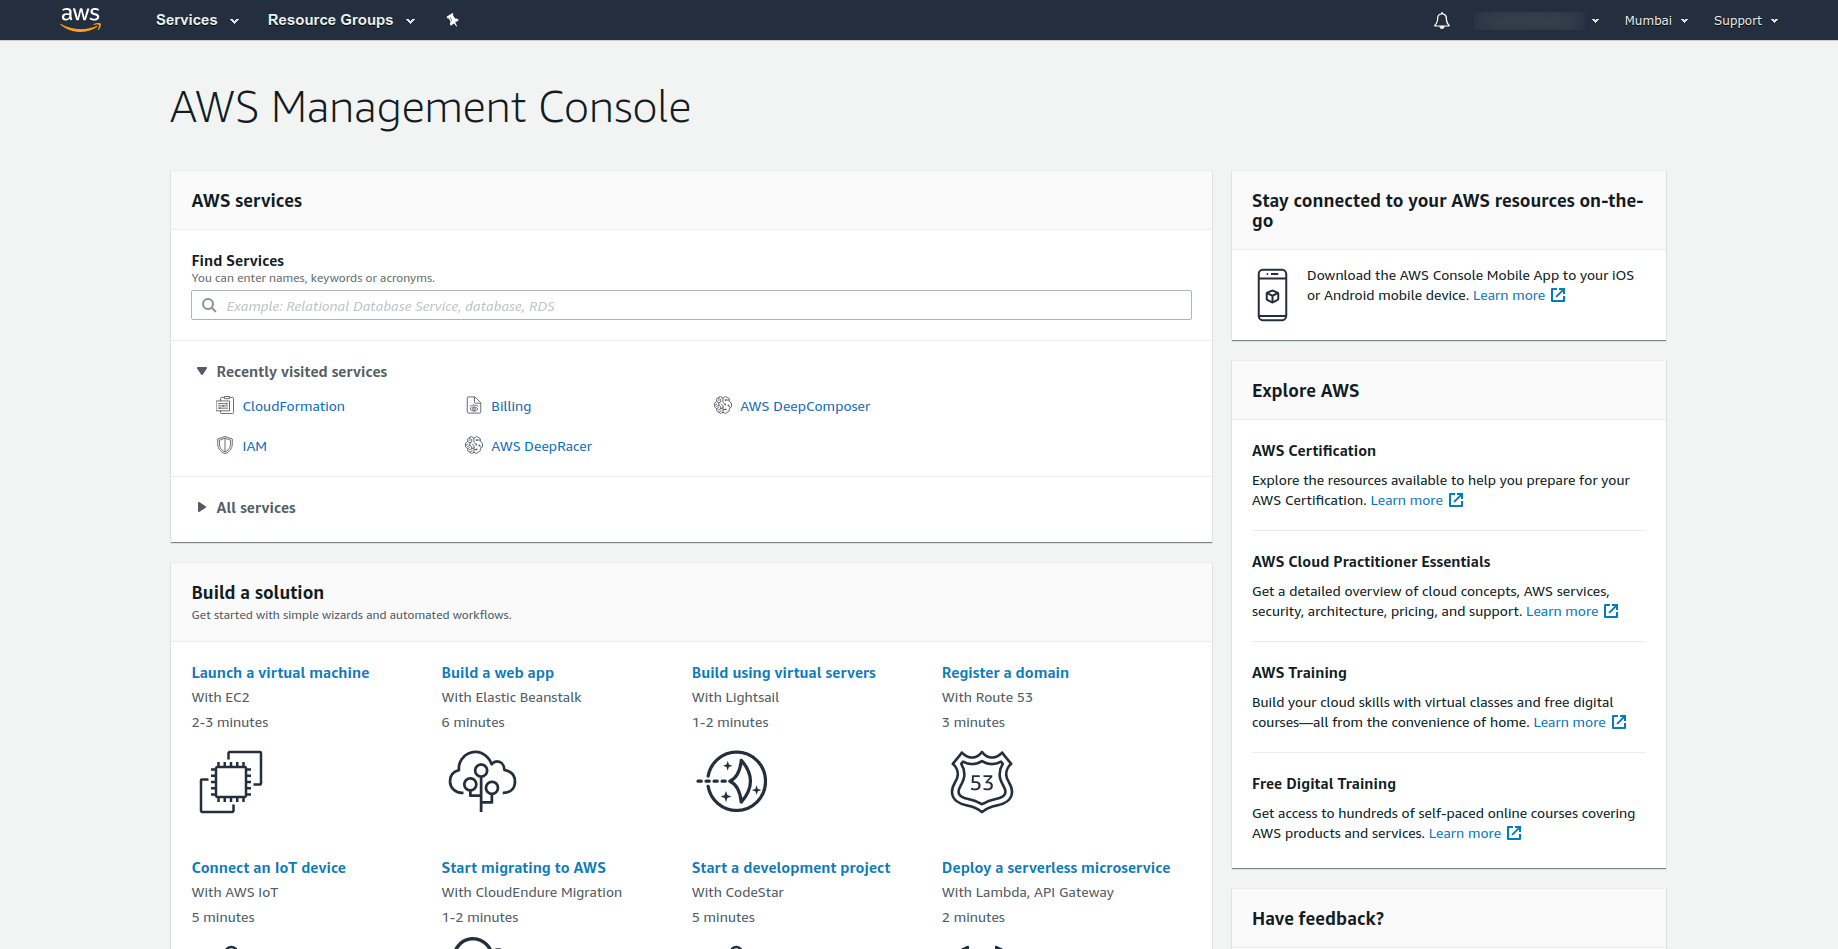 aws Services Resource Groups Mumbai Support
AWS Management Console
AWS services
Find Services
You can enter names, keywords or acronyms.
Example: Relational Database Service, database, RDS
Recently visited services
CloudFormation Billing AWS DeepComposer
IAM AWS DeepRacer
All services
Build a solution
Get started with simple wizards and automated workflows.
Launch a virtual machine
With EC2
2-3 minutes
Build a web app
With Elastic Beanstalk
6 minutes
Build using virtual servers
With Lightsail
1-2 minutes
Register a domain
With Route 53
3 minutes
53
Connect an IoT device
With AWS IoT
5 minutes
Start migrating to AWS
With CloudEndure Migration
1-2 minutes
Start a development project
With CodeStar
5 minutes
Deploy a serverless microservice
With Lambda, API Gateway
2 minutes
Stay connected to your AWS resources on-the-
go
Download the AWS Console Mobile App to your iOS
or Android mobile device. Learn more
Explore AWS
AWS Certification
Explore the resources available to help you prepare for your
AWS Certification. Learn more
AWS Cloud Practitioner Essentials
Get a detailed overview of cloud concepts, AWS services,
security, architecture, pricing, and support. Learn more
AWS Training
Build your cloud skills with virtual classes and free digital
courses—all from the convenience of home. Learn more
Free Digital Training
Get access to hundreds of self-paced online courses covering
AWS products and services. Learn more
Have feedback?